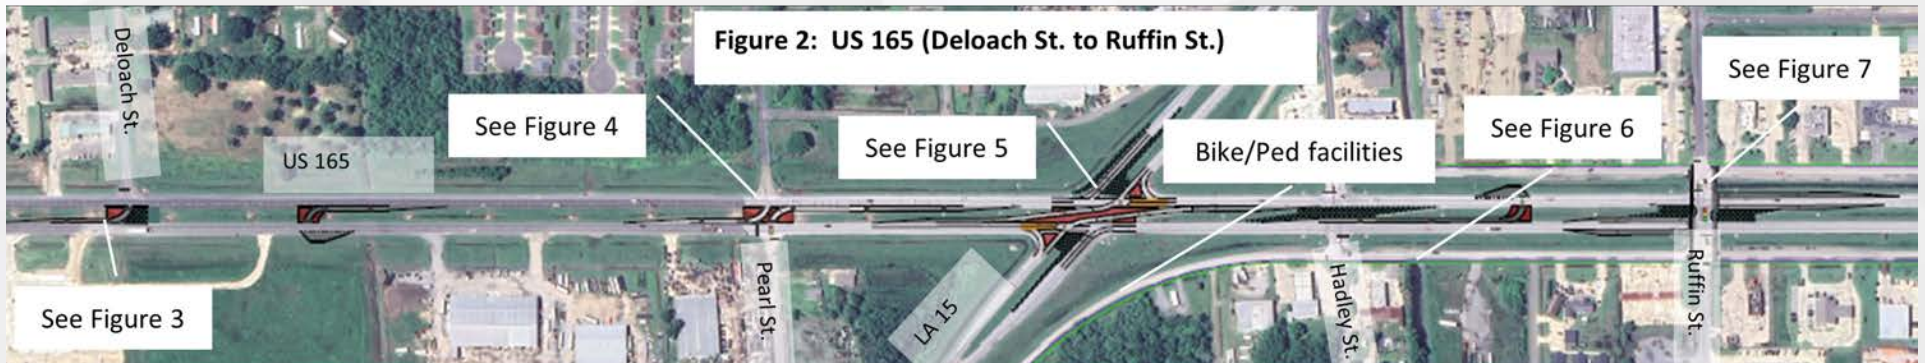 Figure 2: US 165 (Deloach St. to Ruffin St.)
Deloach St.
US 165
See Figure 4
See Figure 5
Bike/Ped facilities
See Figure 6
See Figure 7
See Figure 3
Pearl St.
LA 15
Hadley St.
Ruffin St.